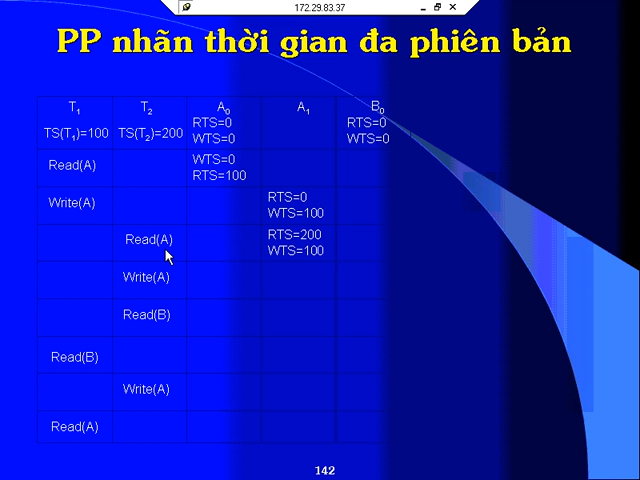 172.29.83.37
PP nhãn thời gian đa phiên bản
T1 T2 A0 A1 B0
TS(T1)=100 TS(T2)=200 RTS=0 WTS=0 RTS=0 WTS=0
Read(A) WTS=0 RTS=100
Write(A) RTS=0 WTS=100
Read(A) RTS=200 WTS=100
Write(A)
Read(B)
Read(B)
Write(A)
Read(A)
142